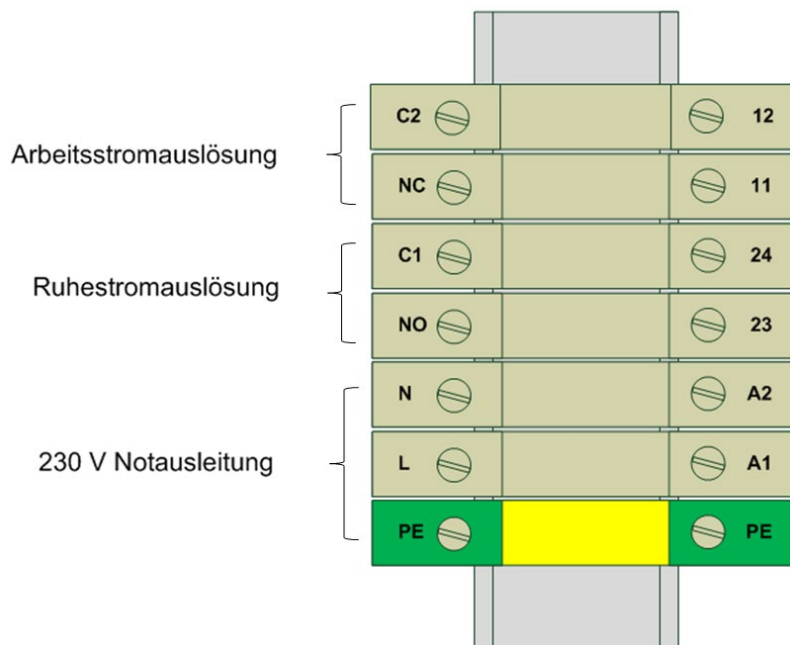 C2 12
Arbeitsstromauslösung
NC 11
C1 24
Ruhestromauslösung
NO 23
N A2
230 V Notausleitung
L A1
PE PE